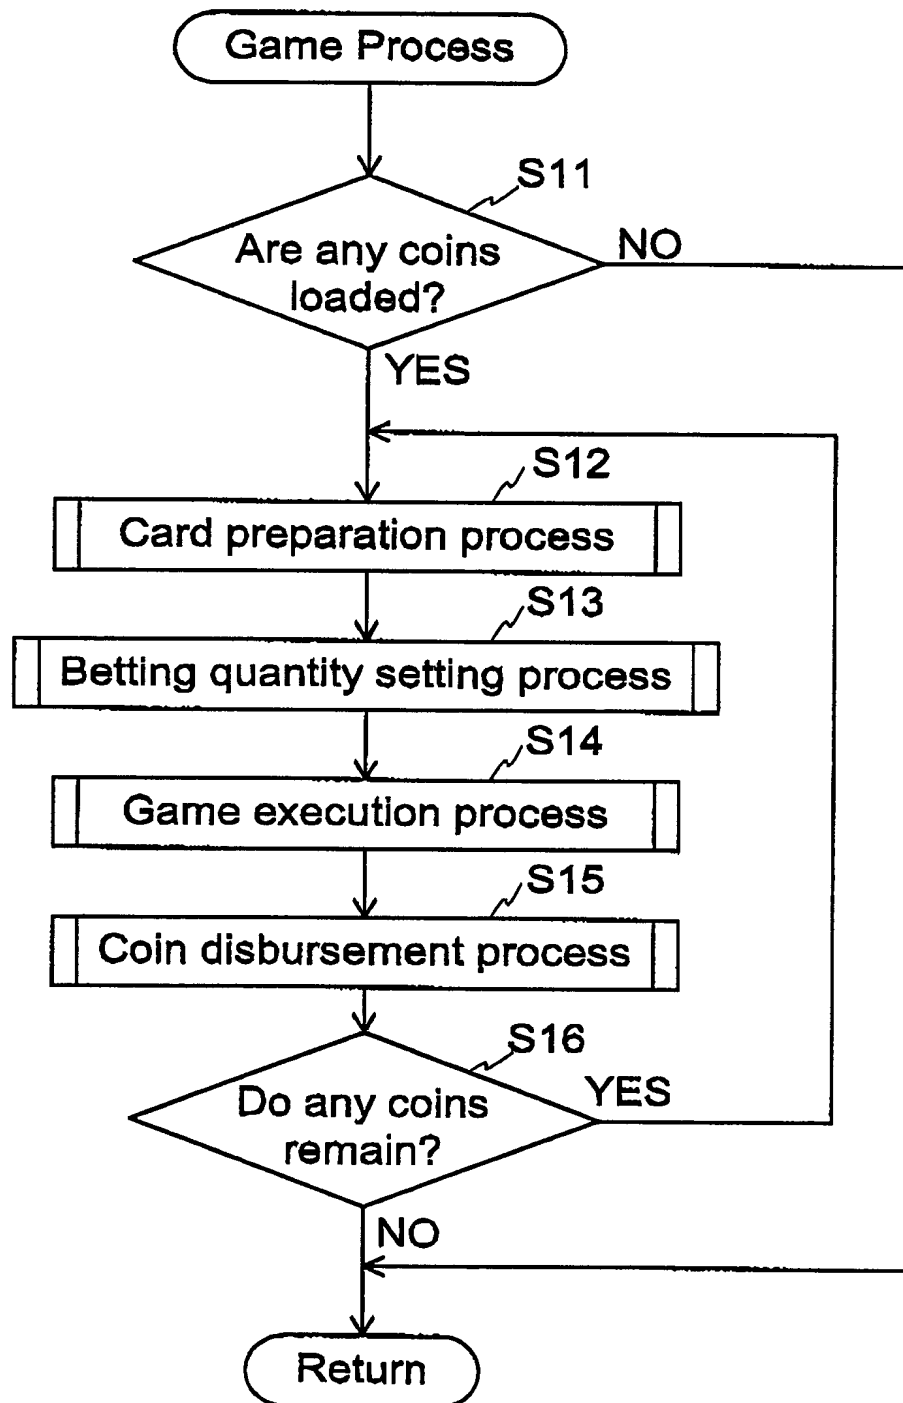 Game Process
S11
Are any coins
loaded?
NO
YES
S12
Card preparation process
S13
Betting quantity setting process
S14
Game execution process
S15
Coin disbursement process
S16
Do any coins
remain?
YES
NO
Return